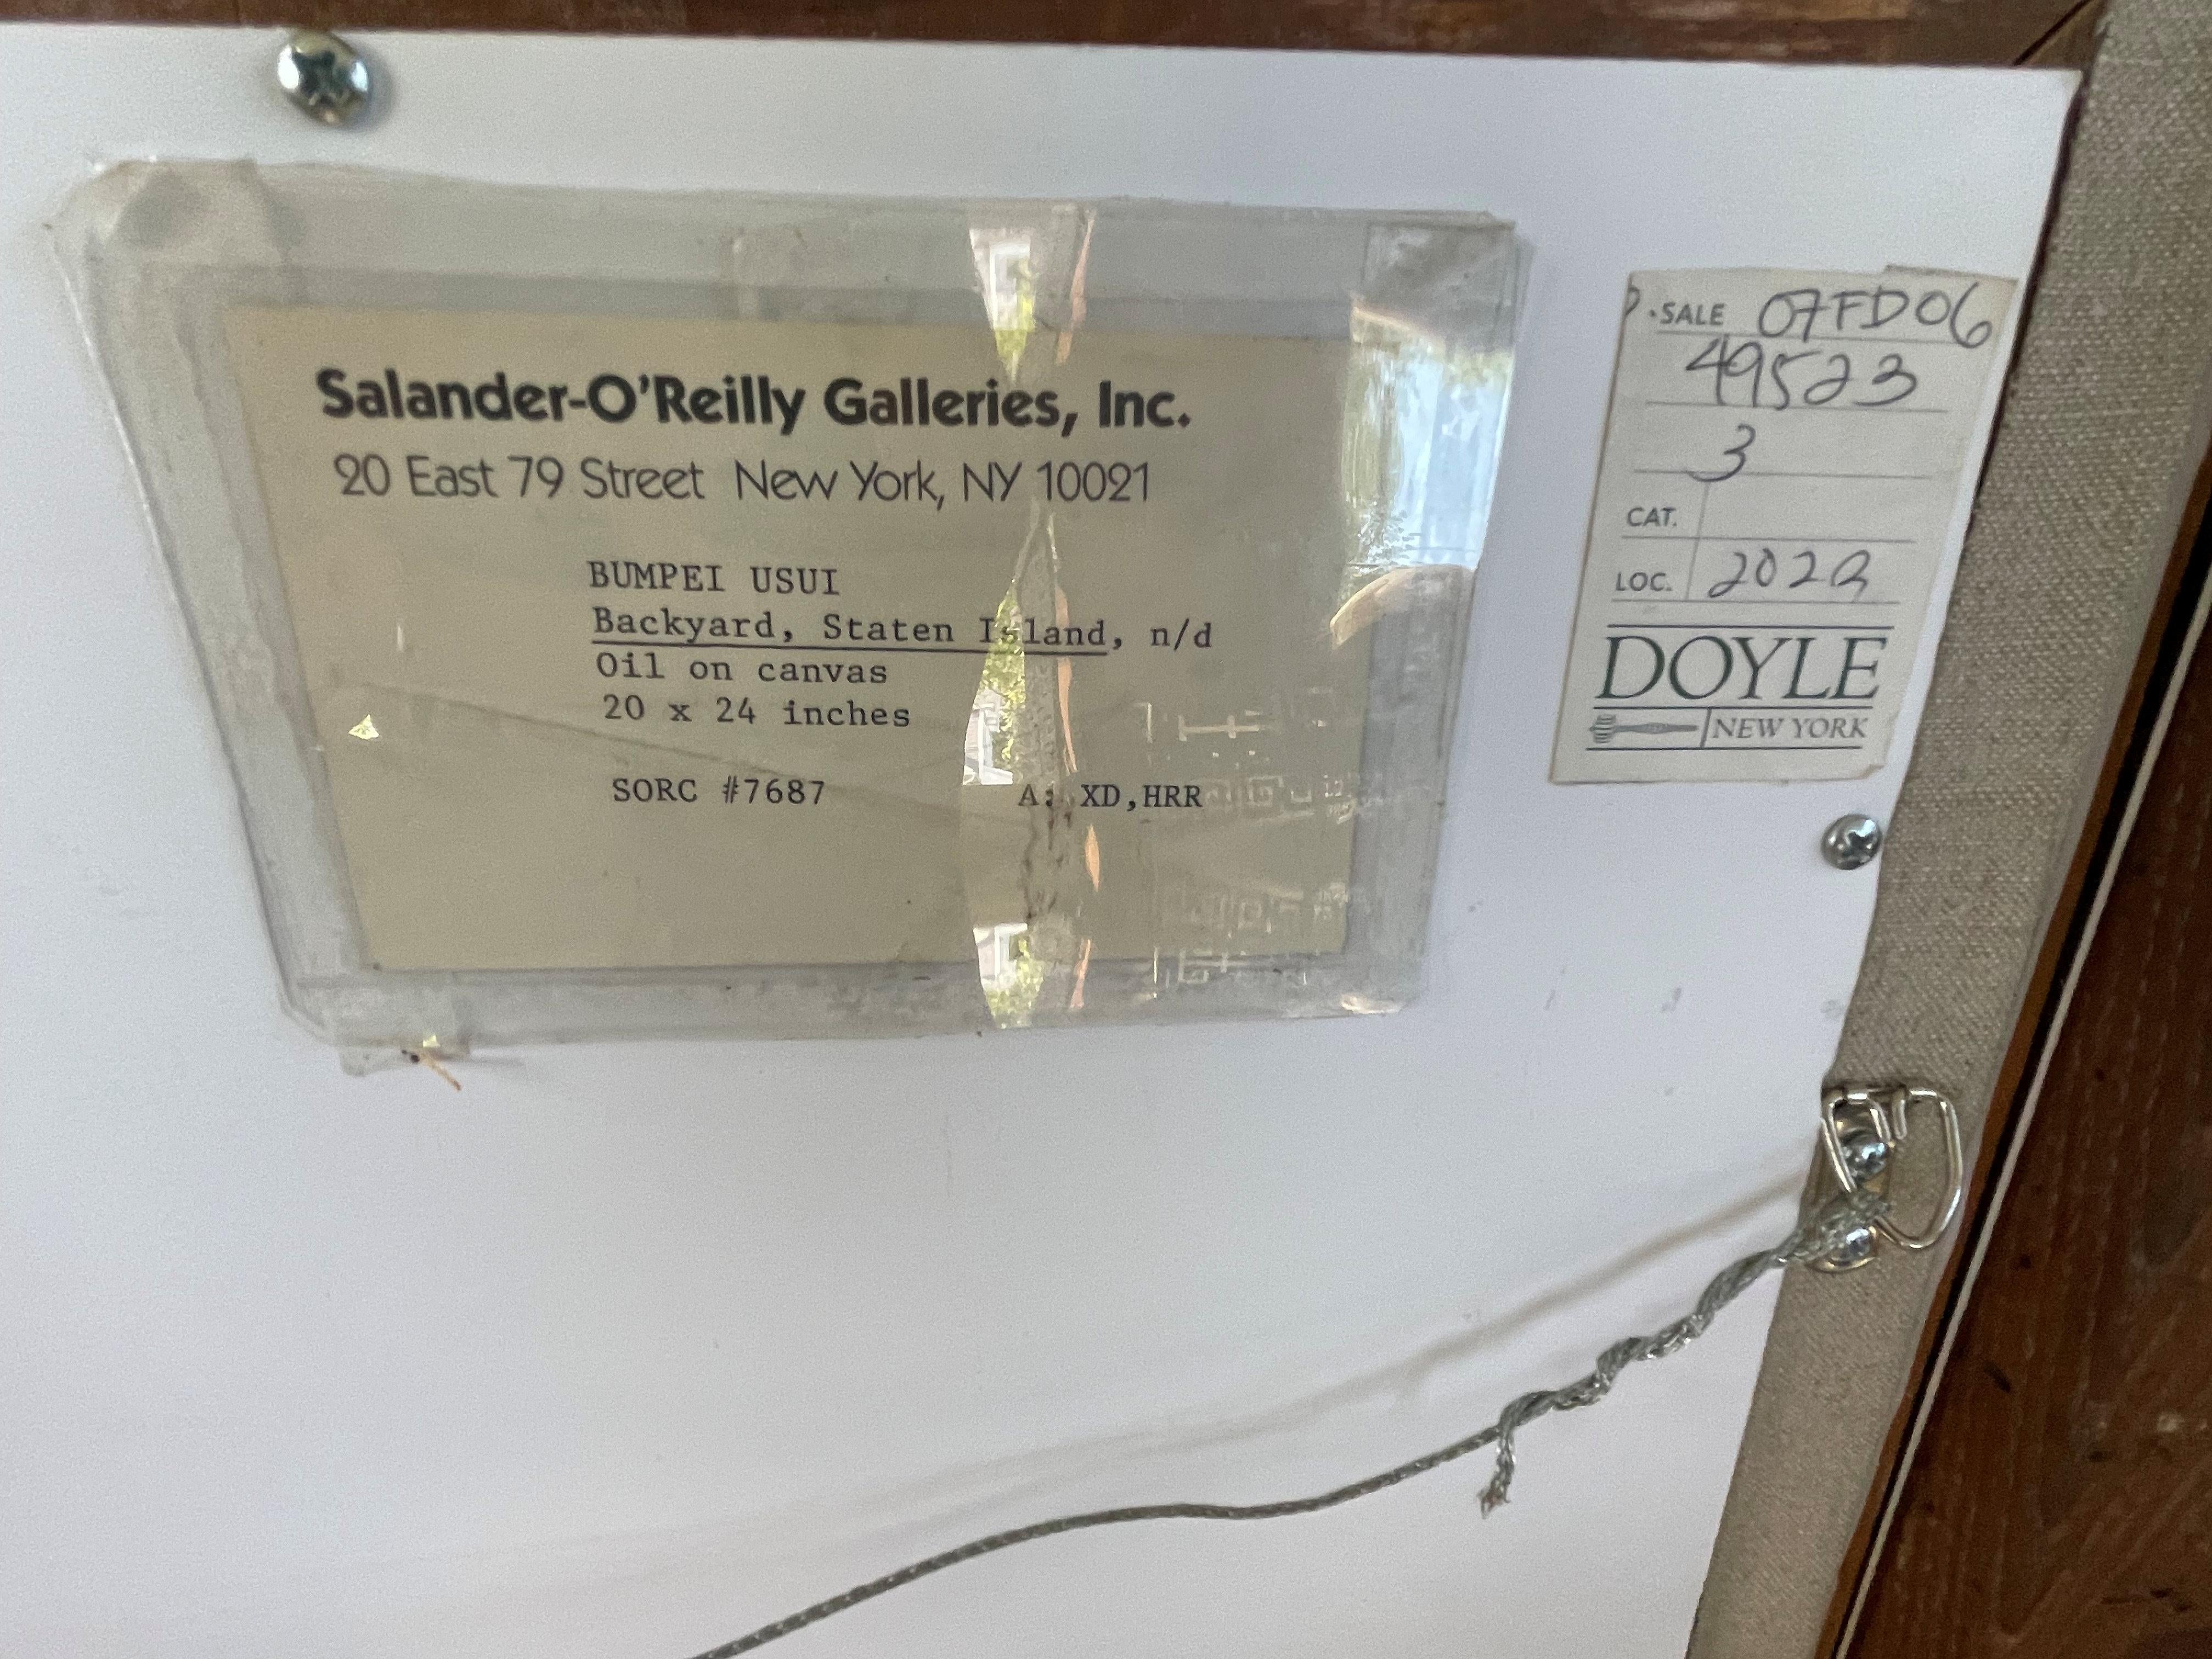 Salander-O'Reilly Galleries, Inc.
20 East 79 Street New York, NY 10021
BUMPEI USUI
Backyard, Staten Island, n/d
Oil on canvas
20 x 24 inches
SORC #7687 A: XD,HRR
SALE 07FD06
49523
3
CAT.
LOC. 2022
DOYLE
NEW YORK